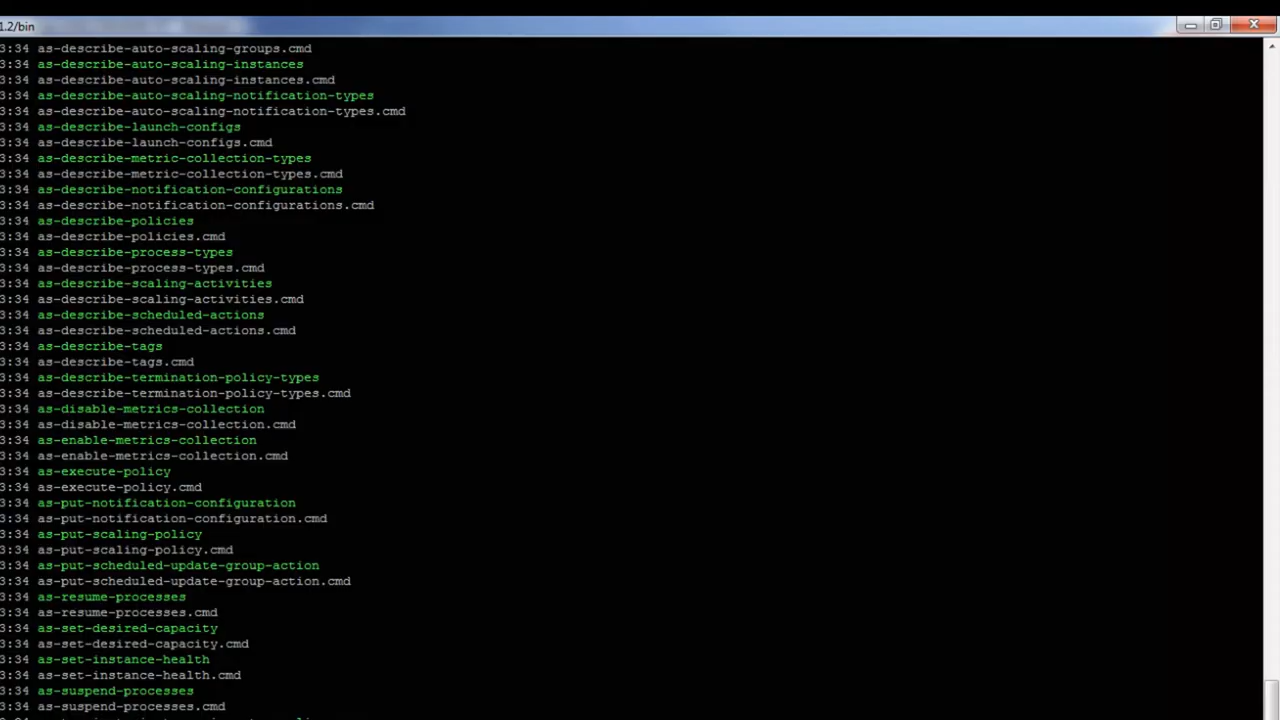 1.2/bin
3:34 as-describe-auto-scaling-groups.cmd
3:34 as-describe-auto-scaling-instances
3:34 as-describe-auto-scaling-instances.cmd
3:34 as-describe-auto-scaling-notification-types
3:34 as-describe-auto-scaling-notification-types.cmd
3:34 as-describe-launch-configs
3:34 as-describe-launch-configs.cmd
3:34 as-describe-metric-collection-types
3:34 as-describe-metric-collection-types.cmd
3:34 as-describe-notification-configurations
3:34 as-describe-notification-configurations.cmd
3:34 as-describe-policies
3:34 as-describe-policies.cmd
3:34 as-describe-process-types
3:34 as-describe-process-types.cmd
3:34 as-describe-scaling-activities
3:34 as-describe-scaling-activities.cmd
3:34 as-describe-scheduled-actions
3:34 as-describe-scheduled-actions.cmd
3:34 as-describe-tags
3:34 as-describe-tags.cmd
3:34 as-describe-termination-policy-types
3:34 as-describe-termination-policy-types.cmd
3:34 as-disable-metrics-collection
3:34 as-disable-metrics-collection.cmd
3:34 as-enable-metrics-collection
3:34 as-enable-metrics-collection.cmd
3:34 as-execute-policy
3:34 as-execute-policy.cmd
3:34 as-put-notification-configuration
3:34 as-put-notification-configuration.cmd
3:34 as-put-scaling-policy
3:34 as-put-scaling-policy.cmd
3:34 as-put-scheduled-update-group-action
3:34 as-put-scheduled-update-group-action.cmd
3:34 as-resume-processes
3:34 as-resume-processes.cmd
3:34 as-set-desired-capacity
3:34 as-set-desired-capacity.cmd
3:34 as-set-instance-health
3:34 as-set-instance-health.cmd
3:34 as-suspend-processes
3:34 as-suspend-processes.cmd